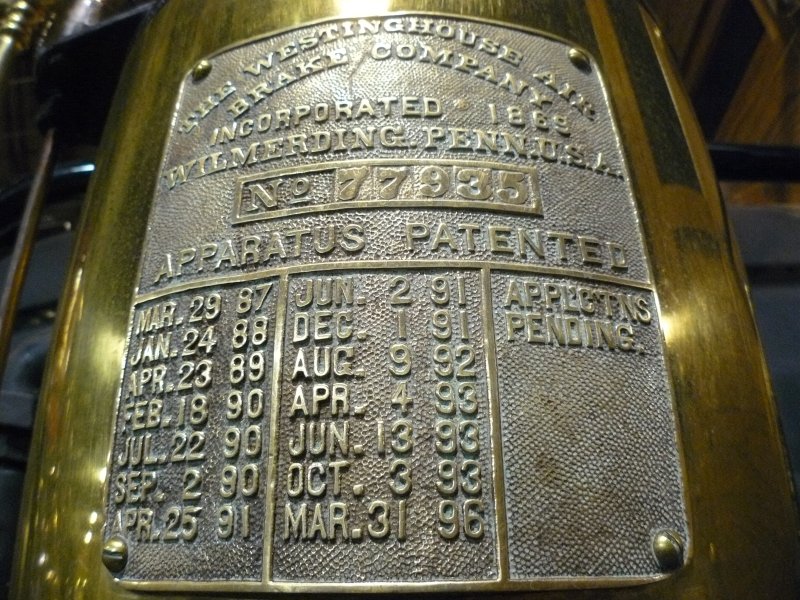 THE WESTINGHOUSE AIR
BRAKE COMPANY
INCORPORATED 1869
WILMERDING. PENN. U.S.A.
No 77935
APPARATUS PATENTED
MAR. 29 87
JAN. 24 88
APR. 23 89
FEB. 18 90
JUL. 22 90
SEP. 2 90
APR. 25 91
JUN. 2 91
DEC. 1 91
AUG. 9 92
APR. 4 93
JUN. 13 93
OCT. 3 93
MAR. 31 96
APPLCTNS
PENDING.